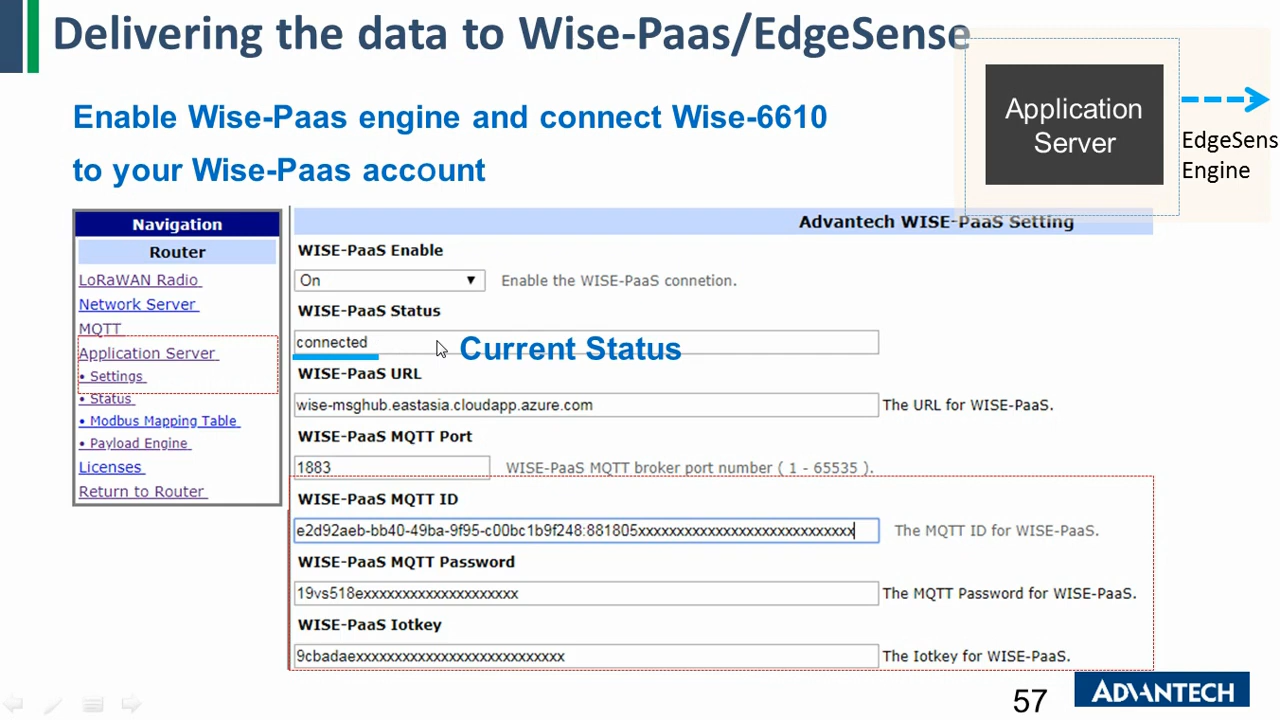 Delivering the data to Wise-Paas/EdgeSense
Enable Wise-Paas engine and connect Wise-6610
to your Wise-Paas account
Application
Server
EdgeSens
Engine
Navigation
Router
LoRaWAN Radio
Network Server
MQTT
Application Server
• Settings
• Status
• Modbus Mapping Table
• Payload Engine
Licenses
Return to Router
Advantech WISE-PaaS Setting
WISE-PaaS Enable
On Enable the WISE-PaaS connetion.
WISE-PaaS Status
connected
Current Status
WISE-PaaS URL
wise-msghub.eastasia.cloudapp.azure.com The URL for WISE-PaaS.
WISE-PaaS MQTT Port
1883 WISE-PaaS MQTT broker port number ( 1 - 65535 ).
WISE-PaaS MQTT ID
e2d92aeb-bb40-49ba-9f95-c00bc1b9f248:881805xxxxxxxxxxxxxxxxxxxxxxxxxxxx The MQTT ID for WISE-PaaS.
WISE-PaaS MQTT Password
19vs518exxxxxxxxxxxxxxxxxxxx The MQTT Password for WISE-PaaS.
WISE-PaaS Iotkey
9cbadaexxxxxxxxxxxxxxxxxxxxxxxxxxx The Iotkey for WISE-PaaS.
57
ADVANTECH